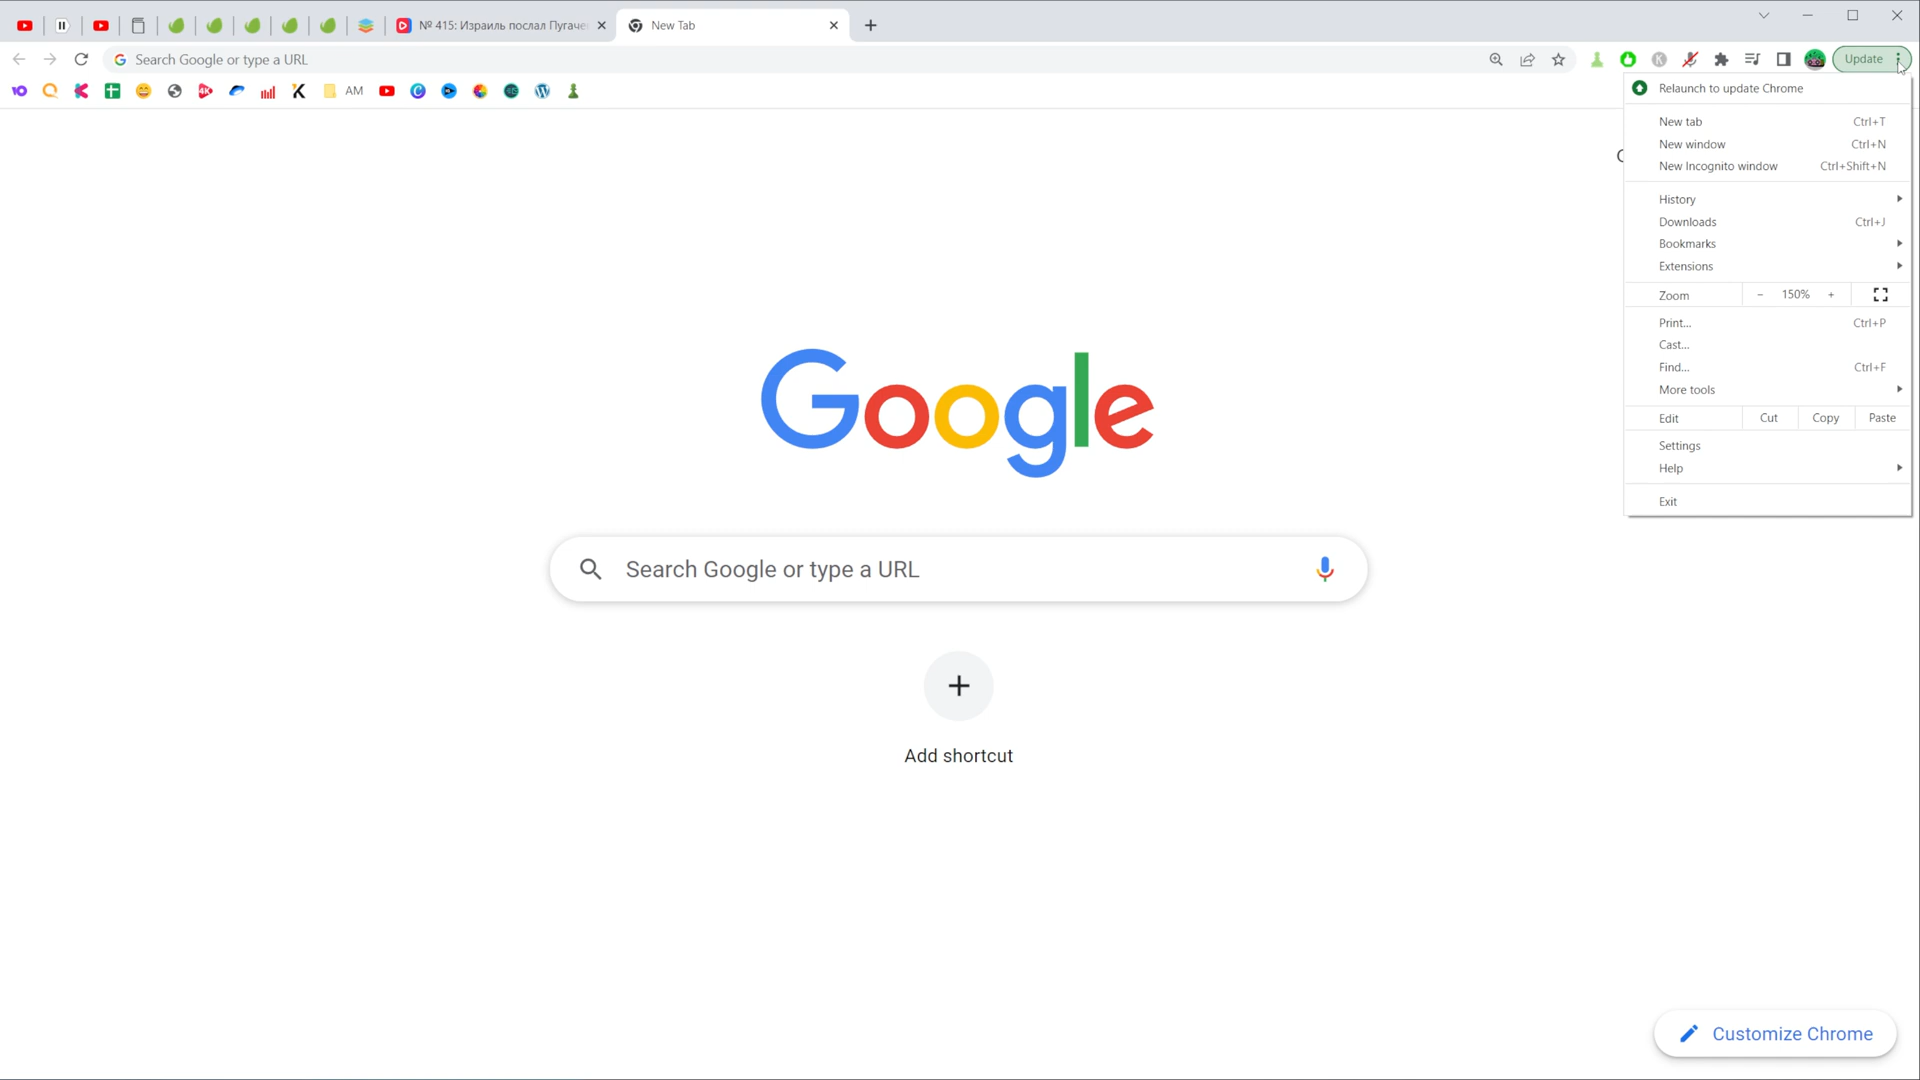 № 415: Израиль послал Пугаче
New Tab
Search Google or type a URL
Update
AM
Relaunch to update Chrome
New tab Ctrl+T
New window Ctrl+N
New Incognito window Ctrl+Shift+N
History
Downloads Ctrl+J
Bookmarks
Extensions
Zoom − 150% +
Print... Ctrl+P
Cast...
Find... Ctrl+F
More tools
Edit Cut Copy Paste
Settings
Help
Exit
Google
Search Google or type a URL
Add shortcut
Customize Chrome